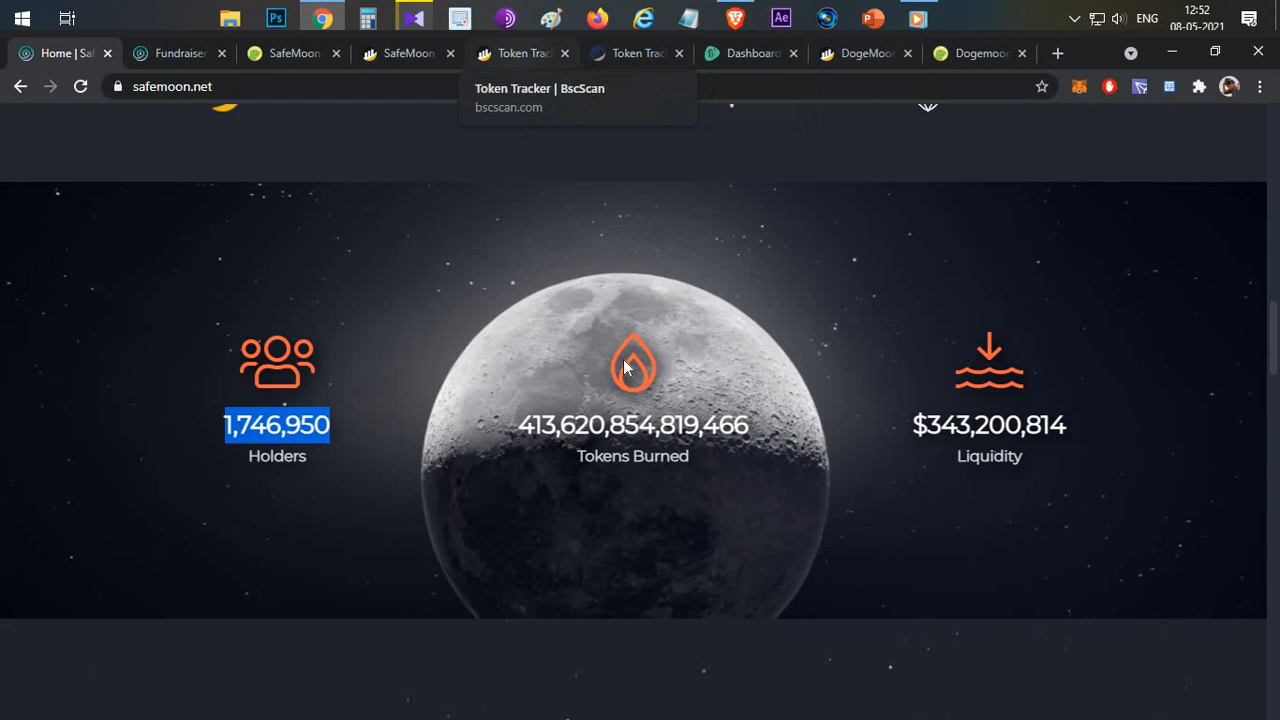 12:52
ENG
08-05-2021
Home | Saf
Fundraiser
SafeMoon
SafeMoon
Token Trac
Token Trac
Dashboard
DogeMoon
Dogemoon
safemoon.net
Token Tracker | BscScan
bscscan.com
1,746,950
413,620,854,819,466
$343,200,814
Holders
Tokens Burned
Liquidity